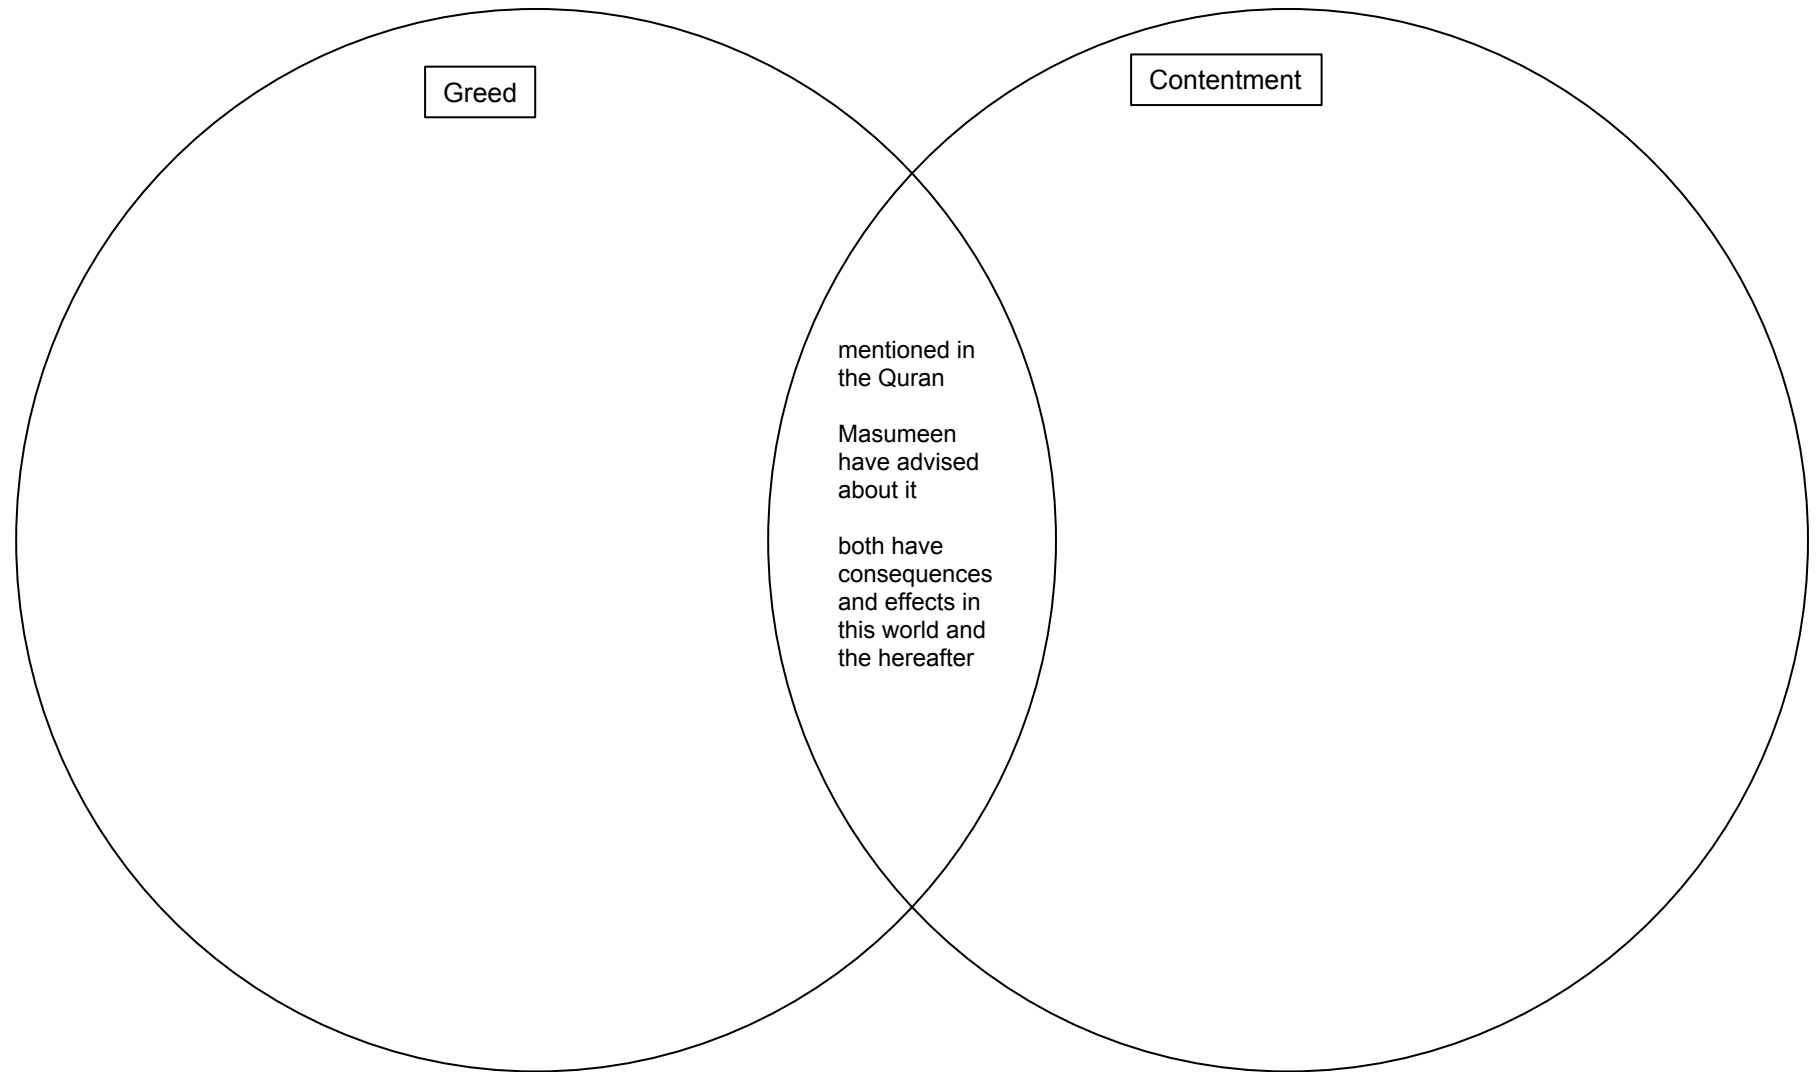 Greed
Contentment
mentioned in
the Quran
Masumeen
have advised
about it
both have
consequences
and effects in
this world and
the hereafter